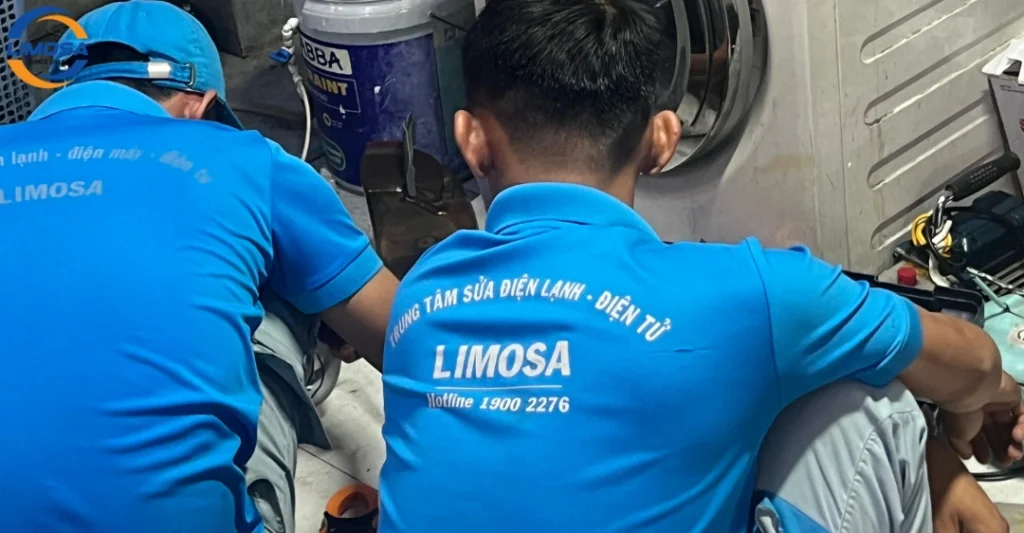 LIMOSA
lạnh - điện máy - điện tử
LIMOSA
BBA
PAINT
TRUNG TÂM SỬA ĐIỆN LẠNH - ĐIỆN TỬ
LIMOSA
Hotline 1900 2276